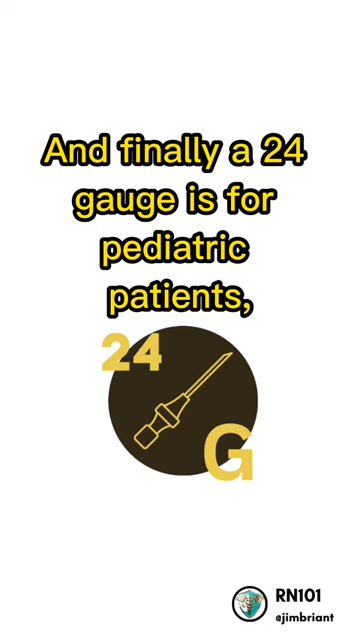 And finally a 24
gauge is for
pediatric
patients,
24
G
RN101
@jimbriant